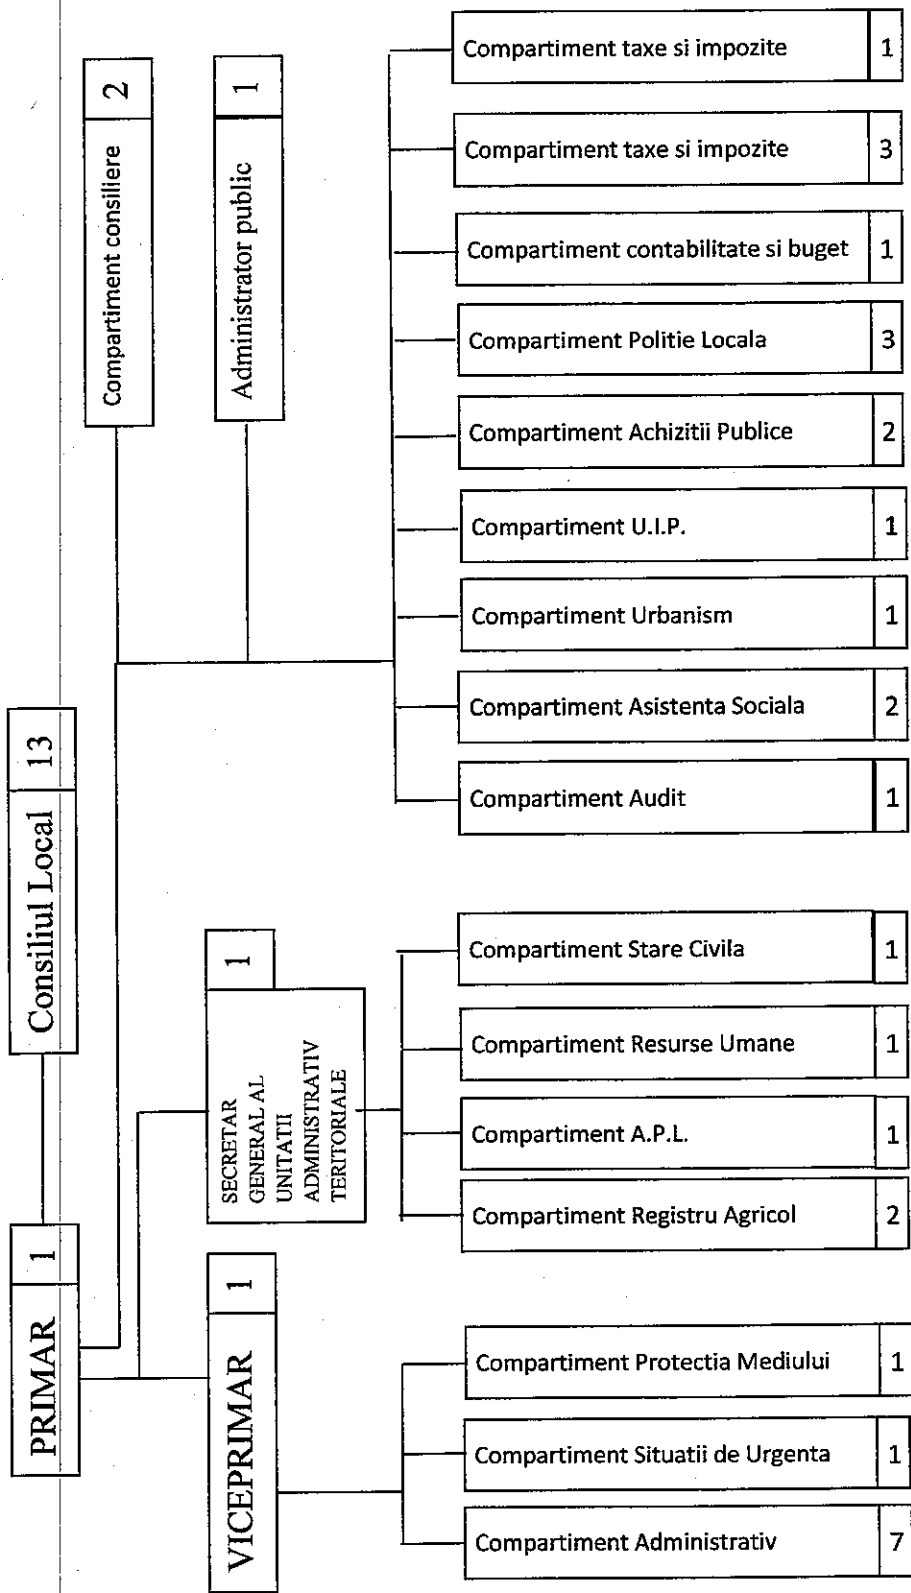 PRIMAR 1
Consiliul Local 13
Compartiment consiliere 2
Administrator public 1
VICEPRIMAR 1
SECRETAR
GENERAL AL
UNITATII
ADMINISTRATIV
TERITORIALE
1
Compartiment taxe si impozite 1
Compartiment taxe si impozite 3
Compartiment contabilitate si buget 1
Compartiment Politie Locala 3
Compartiment Achizitii Publice 2
Compartiment U.I.P. 1
Compartiment Urbanism 1
Compartiment Asistenta Sociala 2
Compartiment Audit 1
Compartiment Stare Civila 1
Compartiment Resurse Umane 1
Compartiment A.P.L. 1
Compartiment Registru Agricol 2
Compartiment Protectia Mediului 1
Compartiment Situatii de Urgenta 1
Compartiment Administrativ 7